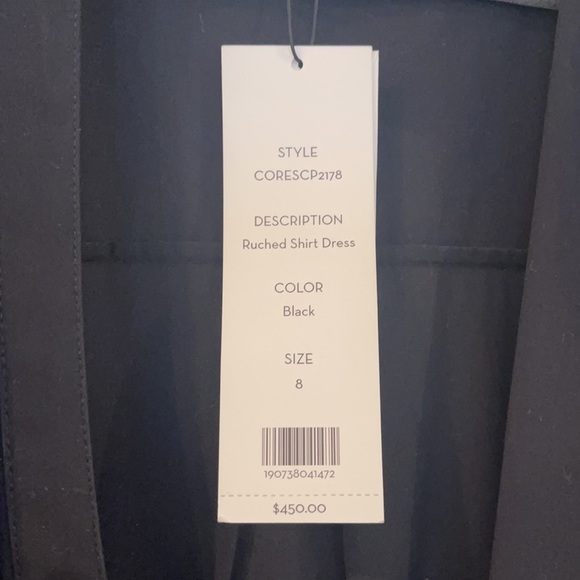 STYLE
CORESCP2178
DESCRIPTION
Ruched Shirt Dress
COLOR
Black
SIZE
8
190738041472
$450.00